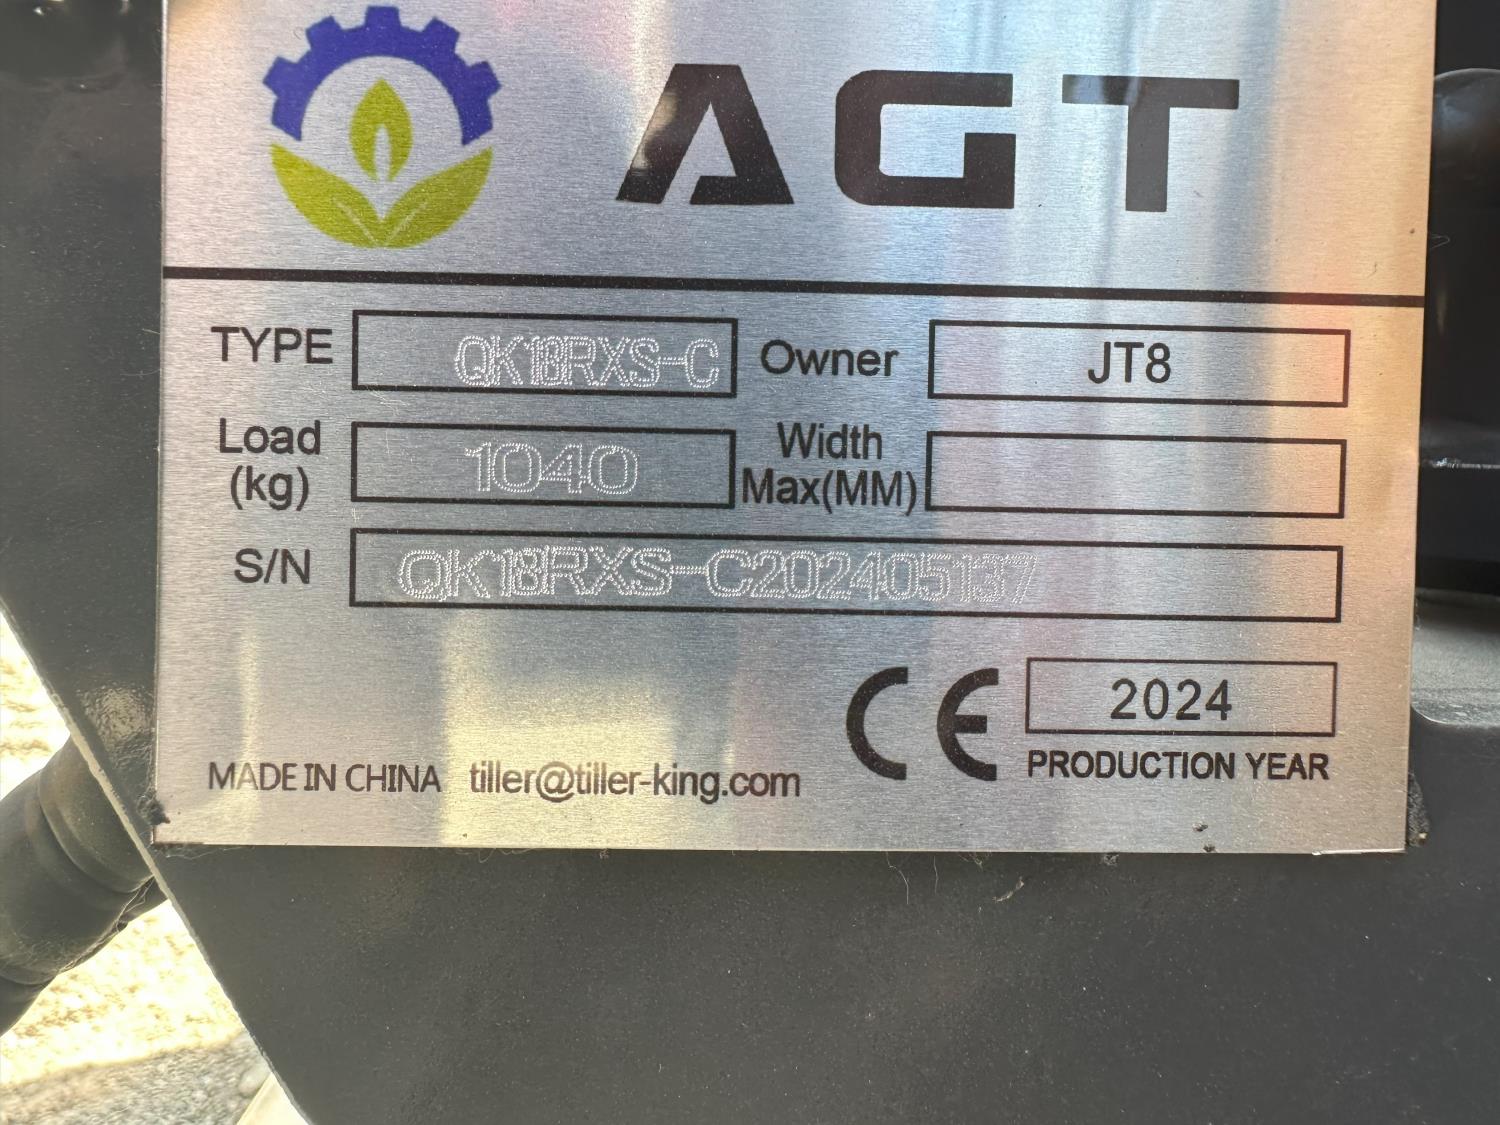 AGT
TYPE QK18RXS-C Owner JT8
Load (kg) 1040 Width Max(MM)
S/N QK18RXS-C202405137
CE 2024
PRODUCTION YEAR
MADE IN CHINA tiller@tiller-king.com